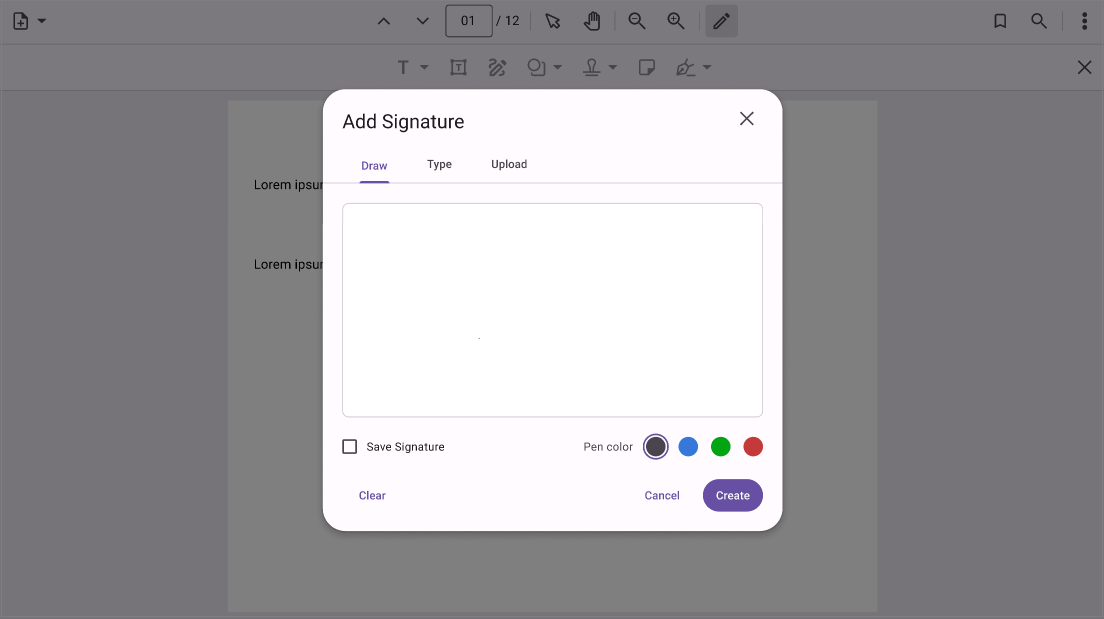 01 / 12
T
T
Add Signature
Draw Type Upload
Lorem ipsu
Lorem ipsu
Save Signature Pen color
Clear Cancel Create